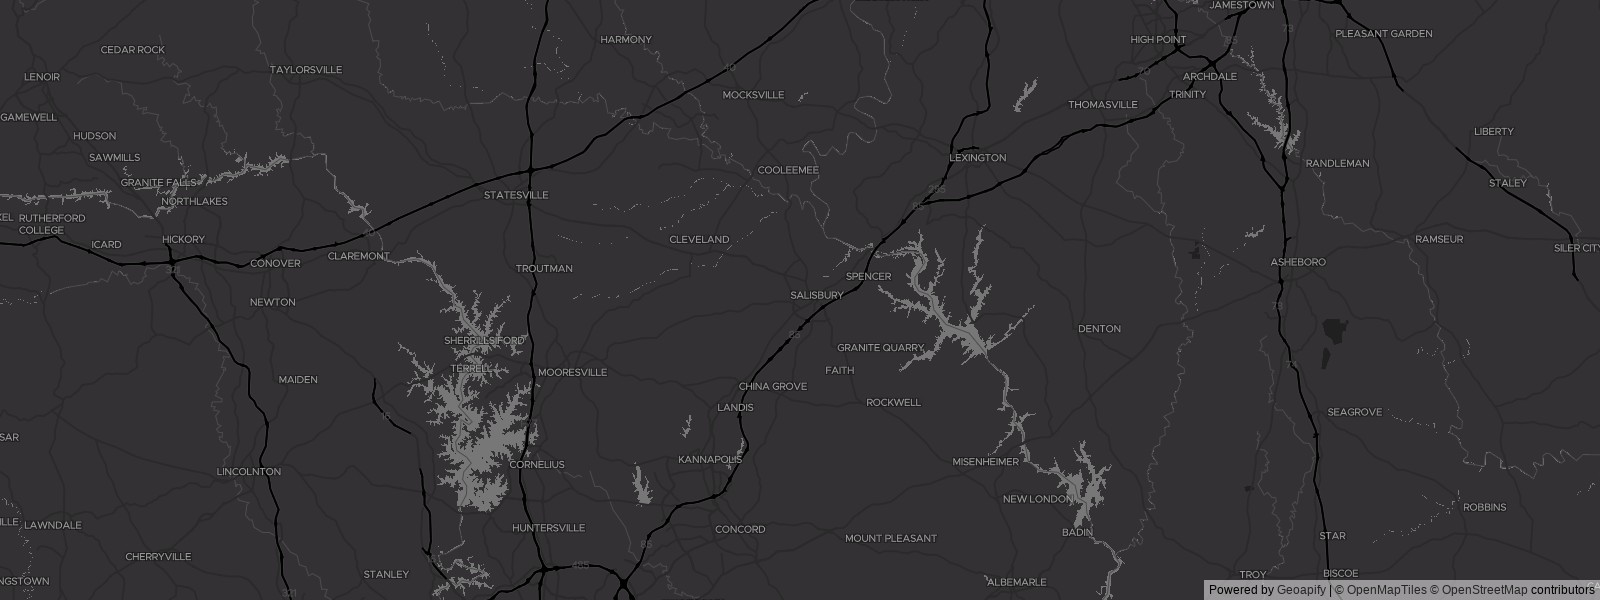 JAMESTOWN
PLEASANT GARDEN
HARMONY
HIGH POINT
CEDAR ROCK
TAYLORSVILLE
LENOIR
ARCHDALE
MOCKSVILLE
TRINITY
THOMASVILLE
GAMEWELL
LIBERTY
HUDSON
SAWMILLS
LEXINGTON
RANDLEMAN
COOLEEMEE
GRANITE FALLS
STALEY
STATESVILLE
NORTHLAKES
RUTHERFORD
COLLEGE
HICKORY
CLEVELAND
RAMSEUR
ICARD
SILER CITY
CLAREMONT
CONOVER
ASHEBORO
TROUTMAN
SPENCER
SALISBURY
NEWTON
DENTON
SHERRILLS FORD
GRANITE QUARRY
TERRELL
MOORESVILLE
FAITH
MAIDEN
CHINA GROVE
ROCKWELL
LANDIS
SEAGROVE
SAR
KANNAPOLIS
CORNELIUS
MISENHEIMER
LINCOLNTON
NEW LONDON
ROBBINS
LAWNDALE
HUNTERSVILLE
CONCORD
BADIN
STAR
MOUNT PLEASANT
CHERRYVILLE
STANLEY
TROY
BISCOE
NGSTOWN
ALBEMARLE
Powered by Geoapify | © OpenMapTiles © OpenStreetMap contributors